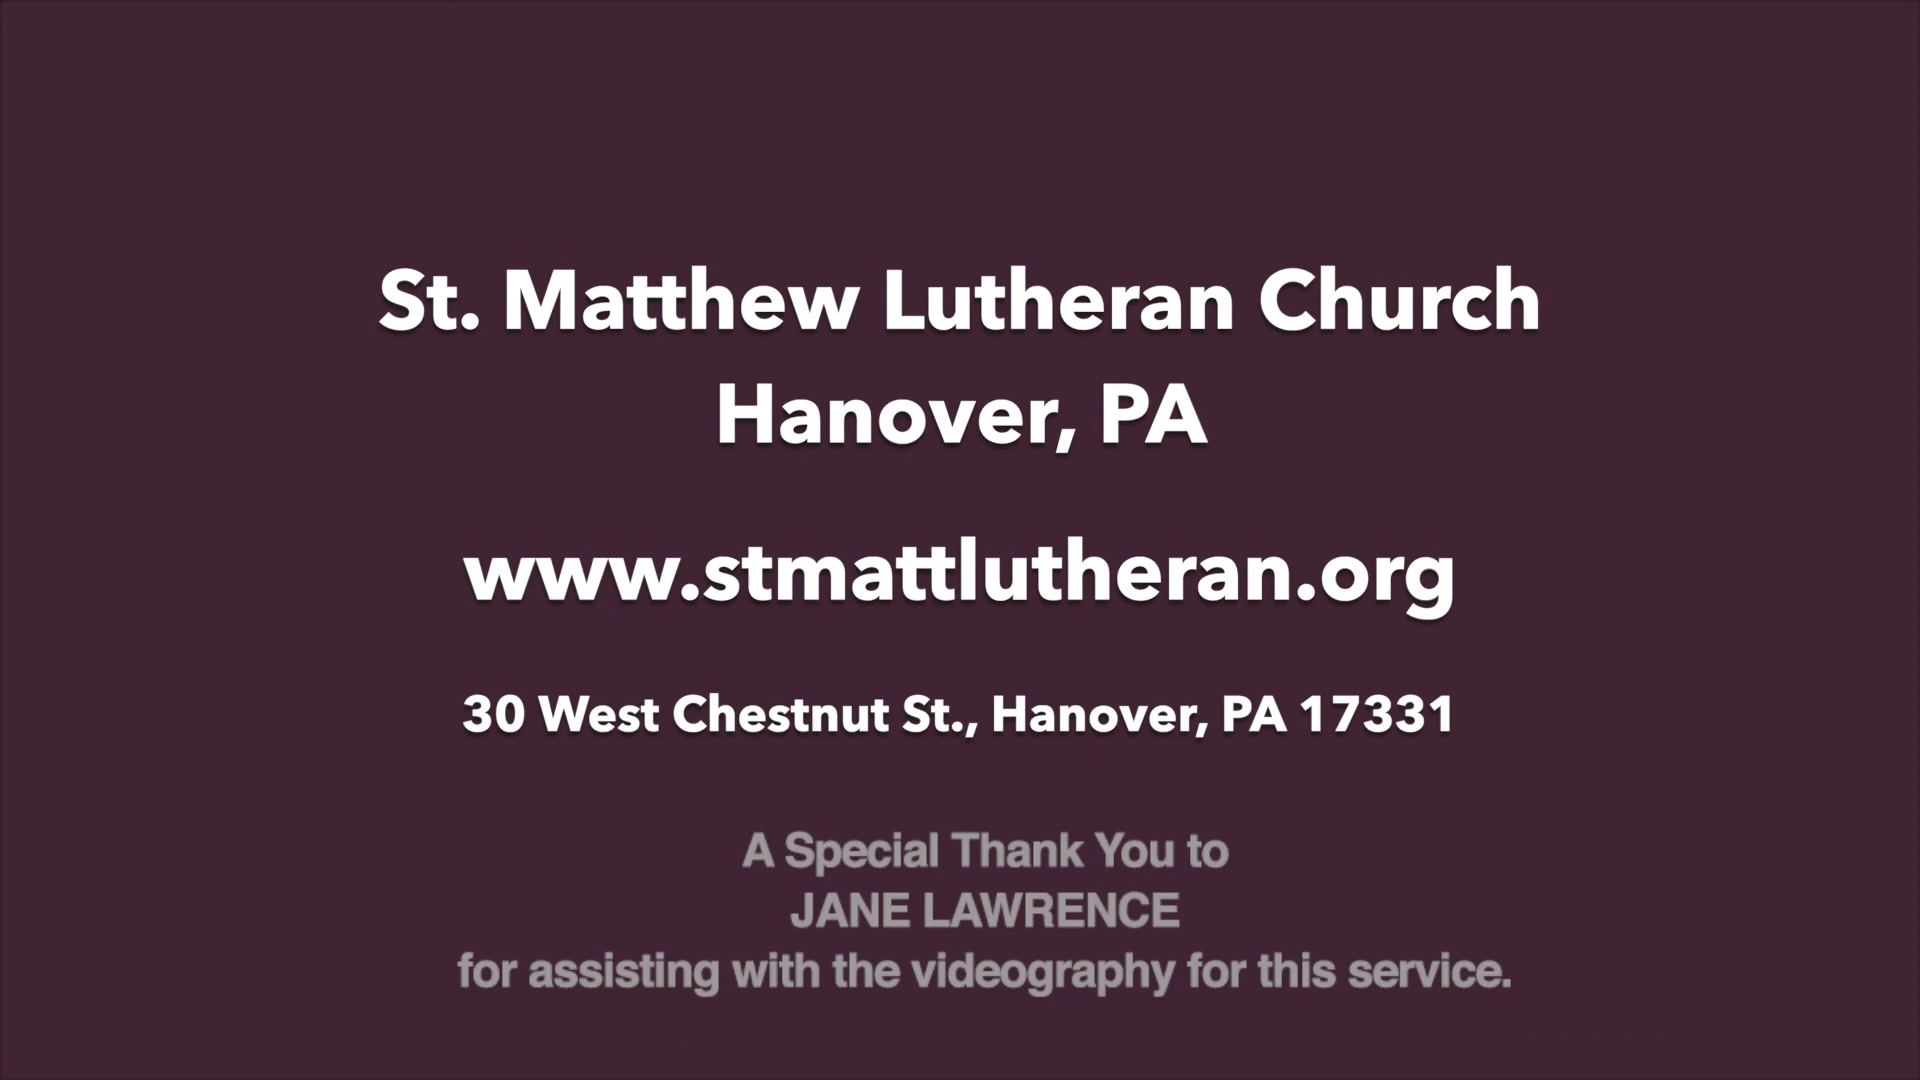 St. Matthew Lutheran Church
Hanover, PA
www.stmattlutheran.org
30 West Chestnut St., Hanover, PA 17331
A Special Thank You to
JANE LAWRENCE
for assisting with the videography for this service.